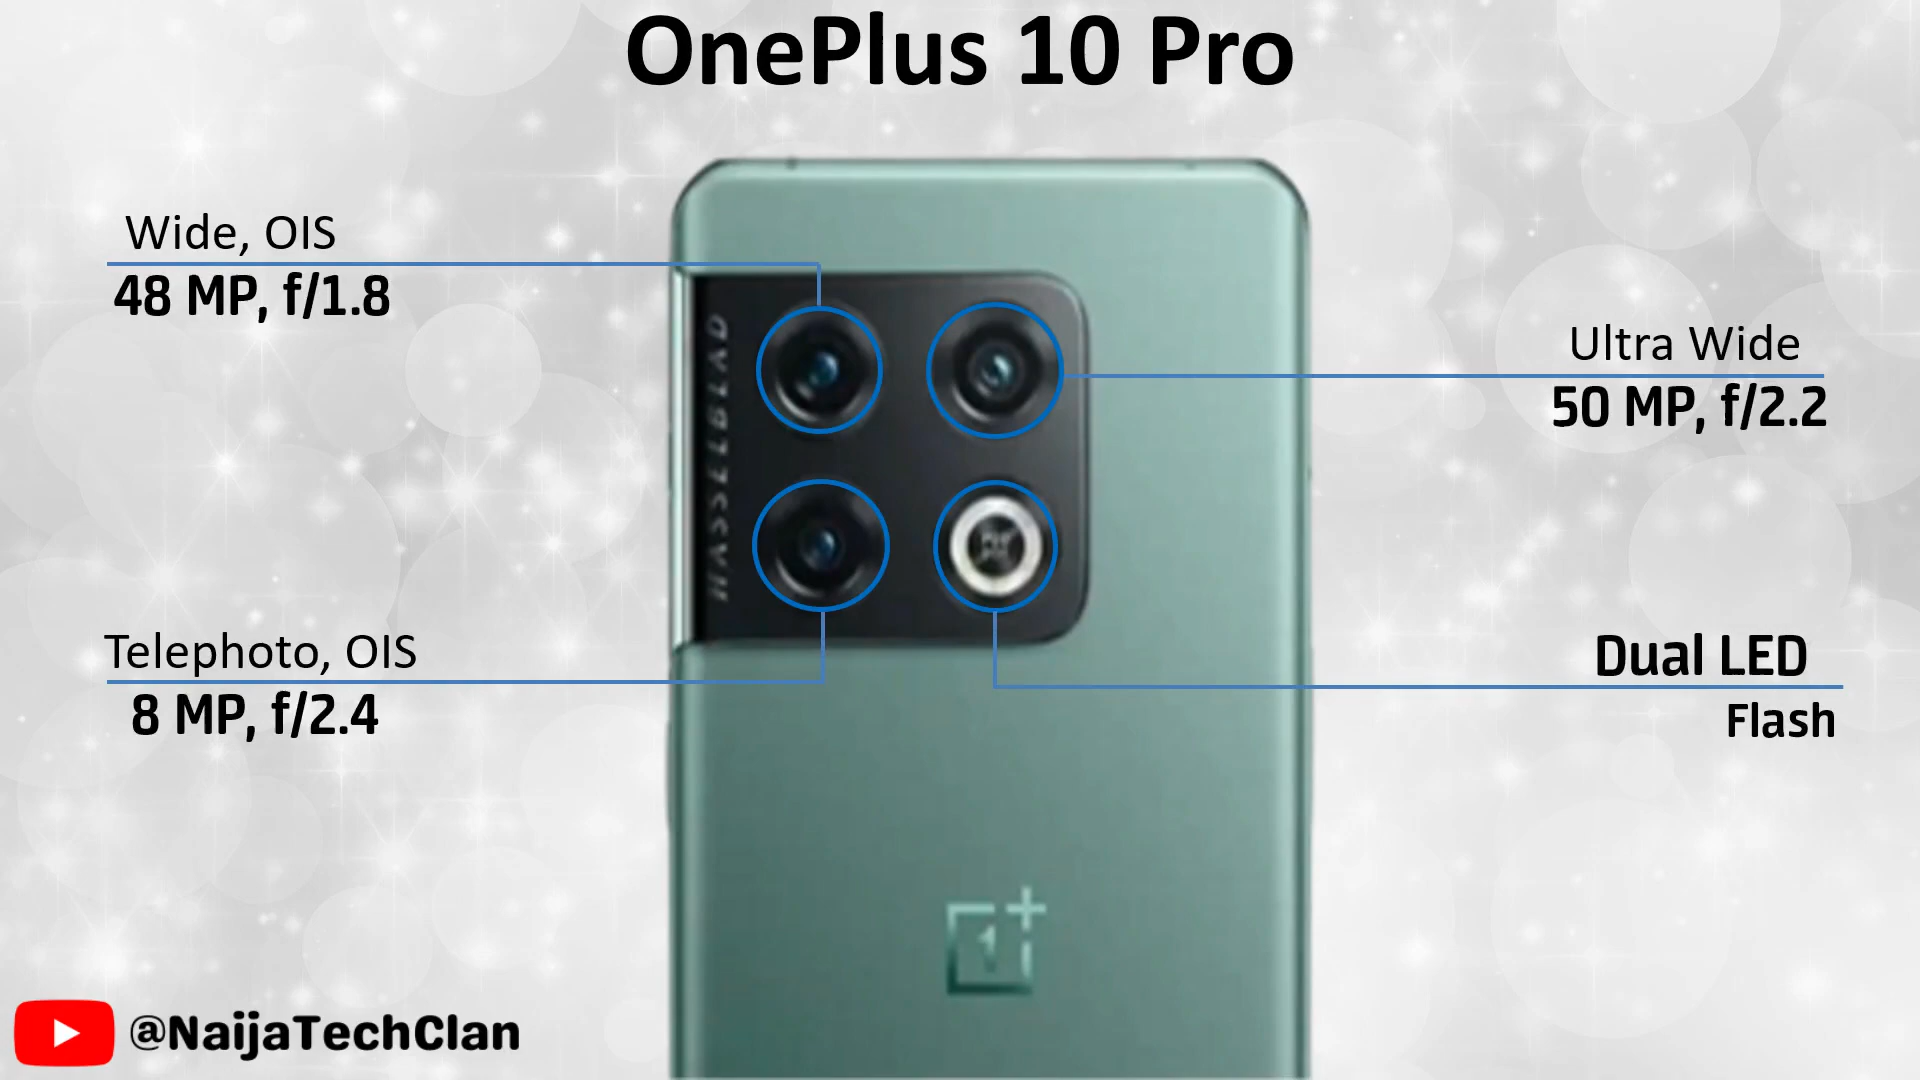 OnePlus 10 Pro
Wide, OIS
48 MP, f/1.8
Ultra Wide
50 MP, f/2.2
HASSELBLAD
Telephoto, OIS
8 MP, f/2.4
Dual LED
Flash
1+
@NaijaTechClan